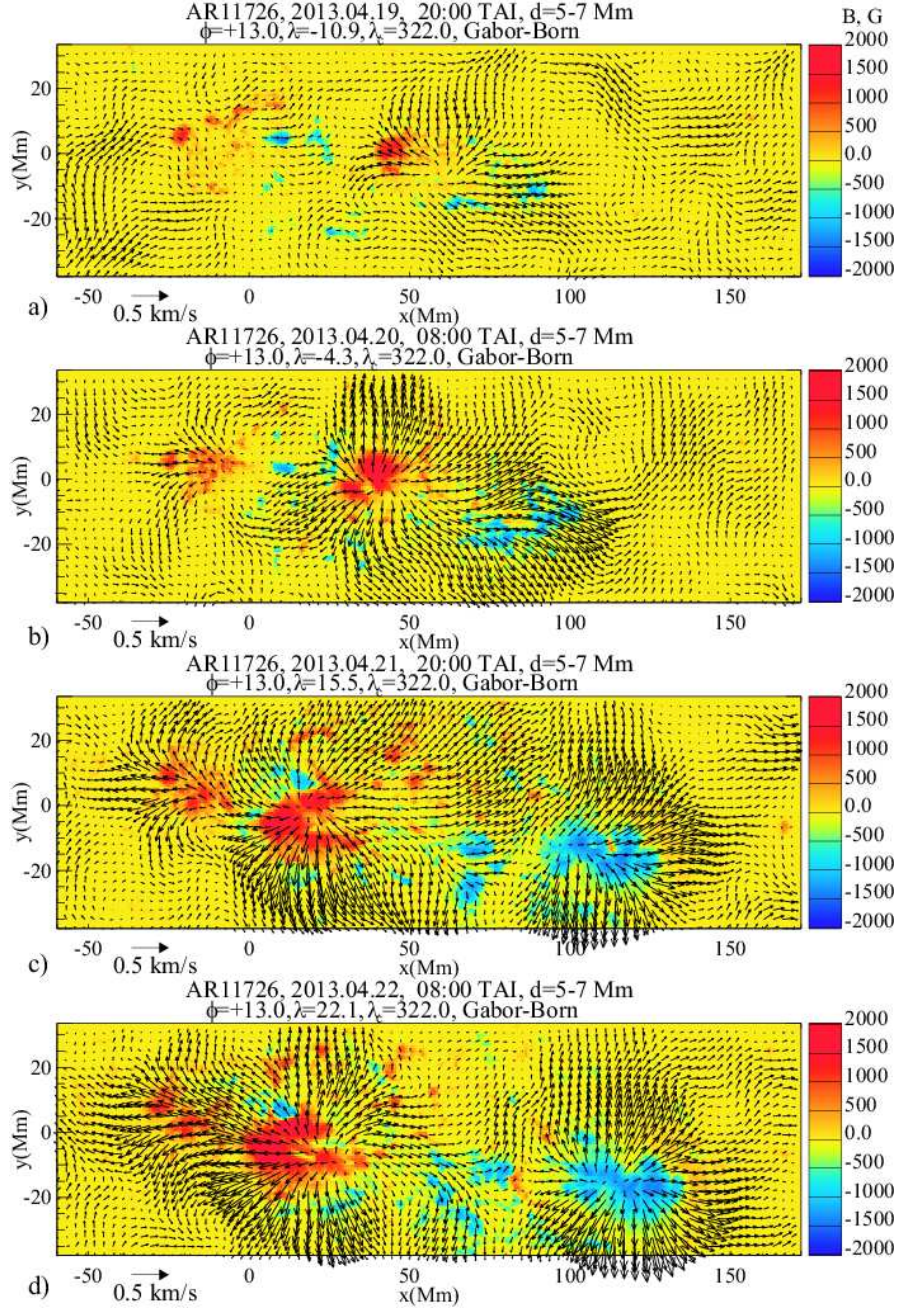 AR11726, 2013.04.19, 20:00 TAI, d=5-7 Mm
ϕ=+13.0,λ=-10.9, λc=322.0, Gabor-Born
B, G
2000
1500
1000
500
0.0
-500
-1000
-1500
-2000
20
0
-20
y(Mm)
-50 0 50 100 150
a) 0.5 km/s x(Mm)
AR11726, 2013.04.20, 08:00 TAI, d=5-7 Mm
ϕ=+13.0,λ=-4.3, λc=322.0, Gabor-Born
2000
1500
1000
500
0.0
-500
-1000
-1500
-2000
20
0
-20
y(Mm)
-50 0 50 100 150
b) 0.5 km/s x(Mm)
AR11726, 2013.04.21, 20:00 TAI, d=5-7 Mm
ϕ=+13.0,λ=15.5, λc=322.0, Gabor-Born
2000
1500
1000
500
0.0
-500
-1000
-1500
-2000
20
0
-20
y(Mm)
-50 0 50 100 150
c) 0.5 km/s x(Mm)
AR11726, 2013.04.22, 08:00 TAI, d=5-7 Mm
ϕ=+13.0,λ=22.1, λc=322.0, Gabor-Born
2000
1500
1000
500
0.0
-500
-1000
-1500
-2000
20
0
-20
y(Mm)
-50 0 50 100 150
d) 0.5 km/s x(Mm)